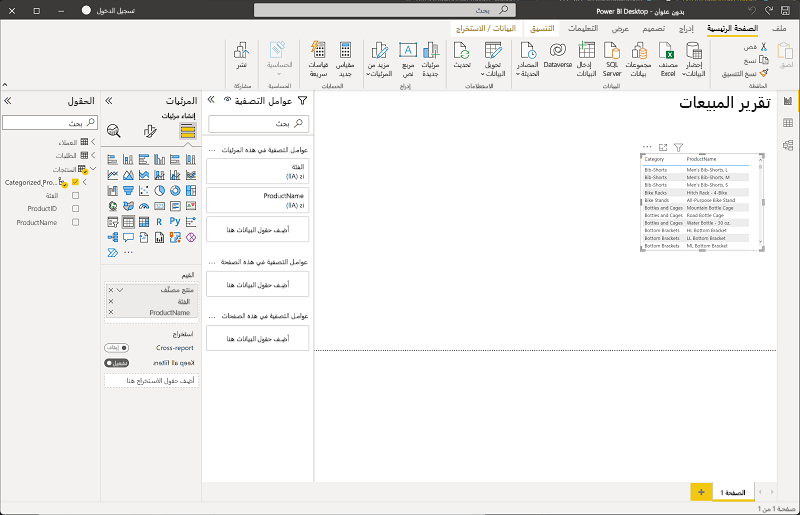 بدون عنوان - Power BI Desktop
بحث
تسجيل الدخول
ملف
الصفحة الرئيسية
إدراج
تصميم
عرض
التعليمات
التنسيق
البيانات / الاستخراج
لصق
قص
نسخ
نسخ التنسيق
الحافظة
إحضار البيانات
مجموعات بيانات
مصنف Excel
SQL Server
إدخال البيانات
Dataverse
المصادر الحديثة
البيانات
تحويل البيانات
تحديث
الاستعلامات
مرئيات جديدة
مربع نص
مزيد من المرئيات
إدراج
مقياس جديد
قياسات سريعة
الحسابات
الحساسية
الحساسية
نشر
مشاركة
تقرير المبيعات
Category ProductName
Bib-Shorts Men's Bib-Shorts, L
Bib-Shorts Men's Bib-Shorts, M
Bib-Shorts Men's Bib-Shorts, S
Bike Racks Hitch Rack - 4-Bike
Bike Stands All-Purpose Bike Stand
Bottles and Cages Mountain Bottle Cage
Bottles and Cages Road Bottle Cage
Bottles and Cages Water Bottle - 30 oz.
Bottom Brackets HL Bottom Bracket
Bottom Brackets LL Bottom Bracket
Bottom Brackets ML Bottom Bracket
عوامل التصفية
بحث
عوامل التصفية في هذه المرئيات
الفئة
is (All)
ProductName
is (All)
أضف حقول البيانات هنا
عوامل التصفية في هذه الصفحة
أضف حقول البيانات هنا
عوامل التصفية في هذه الصفحات
أضف حقول البيانات هنا
المرئيات
إنشاء مرئيات
القيم
منتج مصنّف
الفئة
ProductName
استخراج
Cross-report
إيقاف
Keep all filters
تشغيل
أضف حقول الاستخراج هنا
الحقول
بحث
العملاء
الطلبات
المنتجات
Categorized_Pro...
الفئة
ProductID
ProductName
الصفحة 1
صفحة 1 من 1